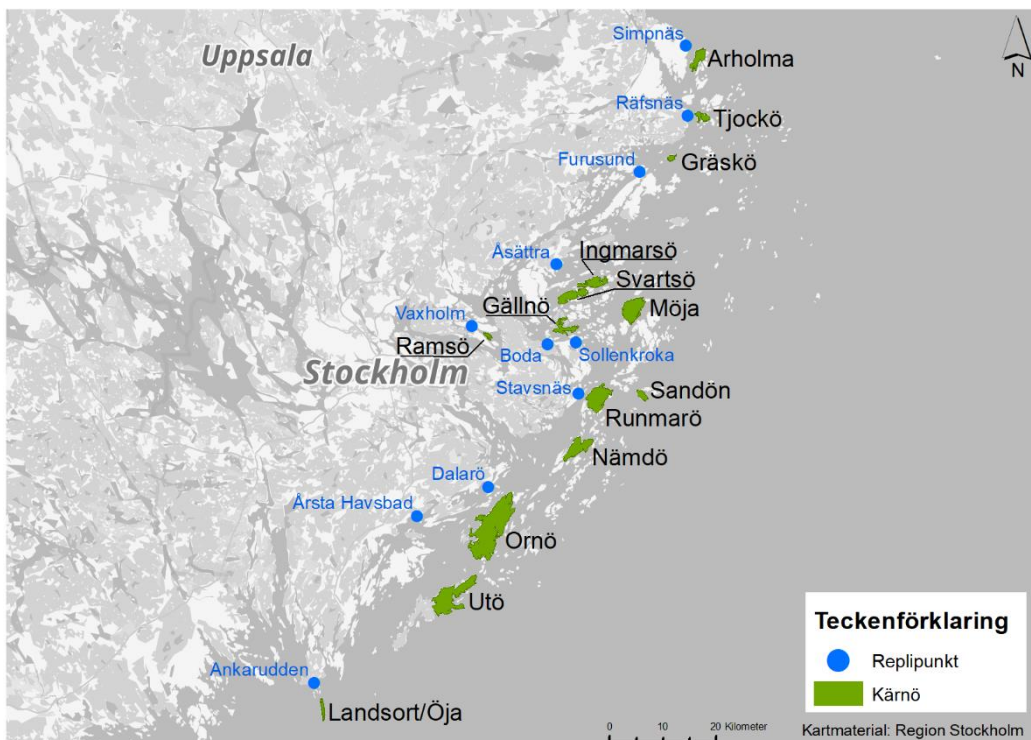 Simpnäs
Uppsala
Arholma
N
Räfsnäs
Tjockö
Furusund
Gräskö
Ingmarsö
Åsättra
Svartsö
Gällnö
Möja
Vaxholm
Ramsö
Boda
Sollenkroka
Stockholm
Stavsnäs
Sandön
Runmarö
Nämdö
Dalarö
Årsta Havsbad
Ornö
Utö
Teckenförklaring
Replipunkt
Kärnö
Ankarudden
Landsort/Öja
0 10 20 Kilometer
Kartmaterial: Region Stockholm